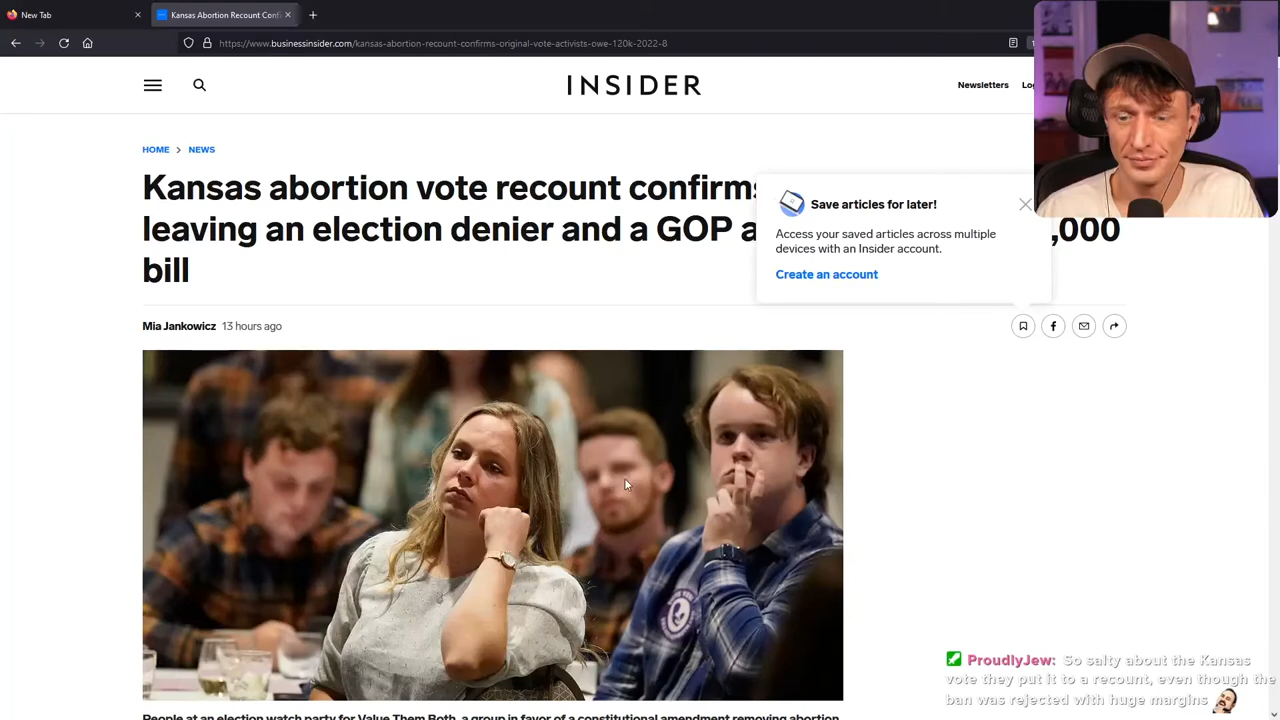 New Tab
Kansas Abortion Recount Confi
https://www.businessinsider.com/kansas-abortion-recount-confirms-original-vote-activists-owe-120k-2022-8
INSIDER
Newsletters
HOME > NEWS
Kansas abortion vote recount confirms
leaving an election denier and a GOP a ,000
bill
Save articles for later!
Access your saved articles across multiple
devices with an Insider account.
Create an account
Mia Jankowicz 13 hours ago
ProudlyJew: So salty about the Kansas
vote they put it to a recount, even though the
ban was rejected with huge margins
People at an election watch party for Value Them Both, a group in favor of a constitutional amendment removing abortion